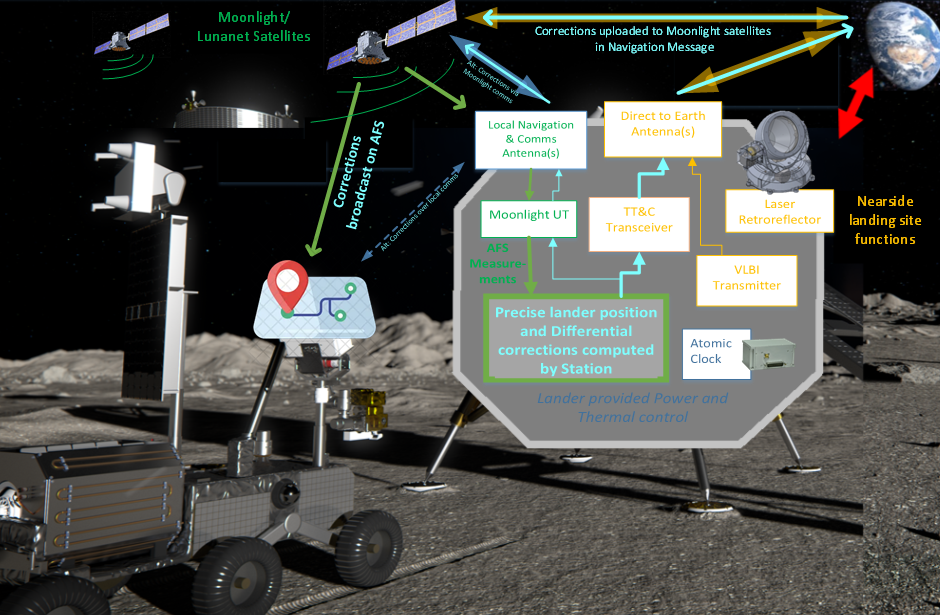 Moonlight/
Lunanet Satellites
Corrections uploaded to Moonlight satellites
in Navigation Message
Alt: Corrections via
Moonlight comms
Corrections
broadcast on AFS
Alt: Corrections over local comms
Local Navigation
& Comms
Antenna(s)
Direct to Earth
Antenna(s)
Moonlight UT
TT&C
Transceiver
Laser
Retroreflector
Nearside
landing site
functions
AFS
Measure-
ments
VLBI
Transmitter
Precise lander position
and Differential
corrections computed
by Station
Atomic
Clock
Lander provided Power and
Thermal control